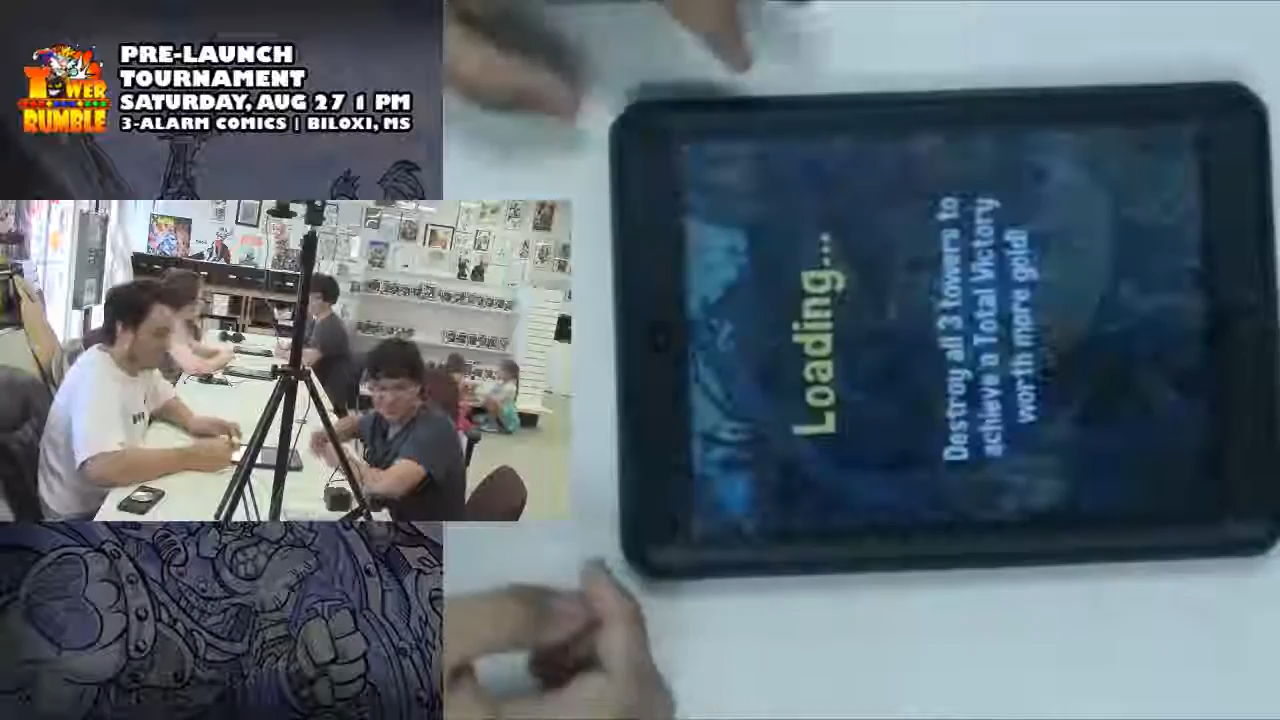 TOWER
RUMBLE
PRE-LAUNCH
TOURNAMENT
SATURDAY, AUG 27 1 PM
3-ALARM COMICS | BILOXI, MS
Loading...
Destroy all 3 towers to
achieve a Total Victory
worth more gold!